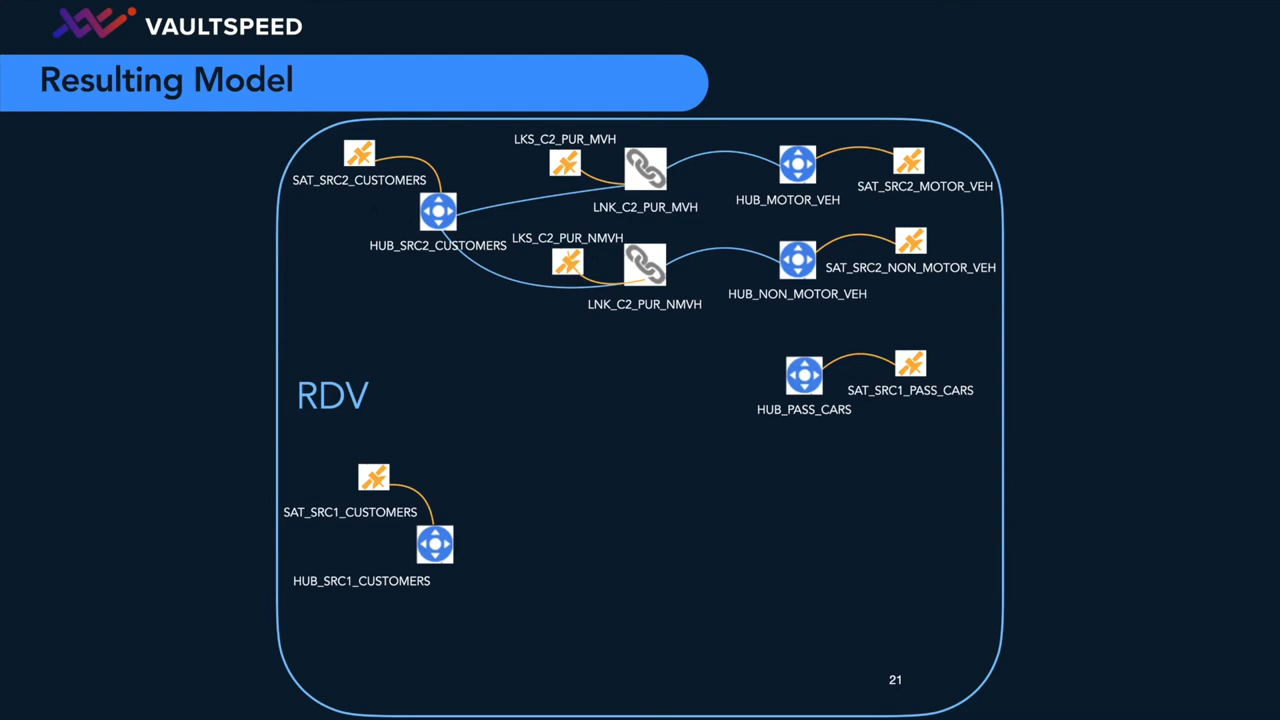 VAULTSPEED
Resulting Model
LKS_C2_PUR_MVH
SAT_SRC2_CUSTOMERS
SAT_SRC2_MOTOR_VEH
HUB_MOTOR_VEH
LNK_C2_PUR_MVH
HUB_SRC2_CUSTOMERS
LKS_C2_PUR_NMVH
SAT_SRC2_NON_MOTOR_VEH
HUB_NON_MOTOR_VEH
LNK_C2_PUR_NMVH
SAT_SRC1_PASS_CARS
RDV
HUB_PASS_CARS
SAT_SRC1_CUSTOMERS
HUB_SRC1_CUSTOMERS
21